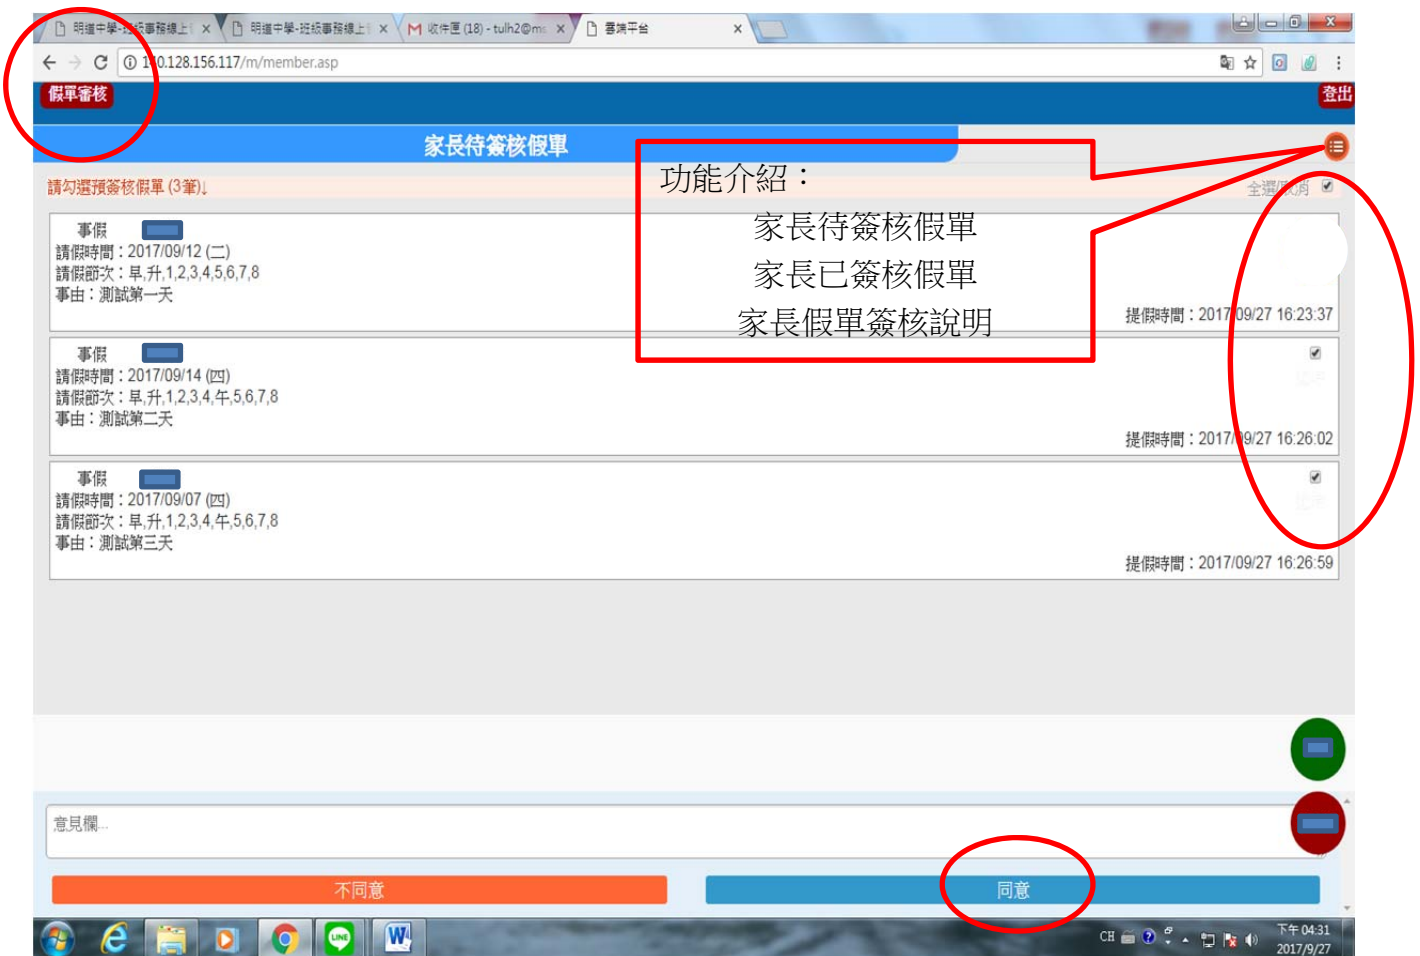 明道中學-班級事務線上
明道中學-班級事務線上
收件匣 (18) - tulh2@ms
雲端平台
140.128.156.117/m/member.asp
假單審核
登出
家長待簽核假單
功能介紹：
家長待簽核假單
家長已簽核假單
家長假單簽核說明
請勾選預簽核假單 (3筆)↓
全選/取消
事假
請假時間：2017/09/12 (二)
請假節次：早,升,1,2,3,4,5,6,7,8
事由：測試第一天
提假時間：2017/09/27 16:23:37
事假
請假時間：2017/09/14 (四)
請假節次：早,升,1,2,3,4,午,5,6,7,8
事由：測試第二天
提假時間：2017/09/27 16:26:02
事假
請假時間：2017/09/07 (四)
請假節次：早,升,1,2,3,4,午,5,6,7,8
事由：測試第三天
提假時間：2017/09/27 16:26:59
意見欄...
不同意
同意
LINE
CH
下午 04:31
2017/9/27